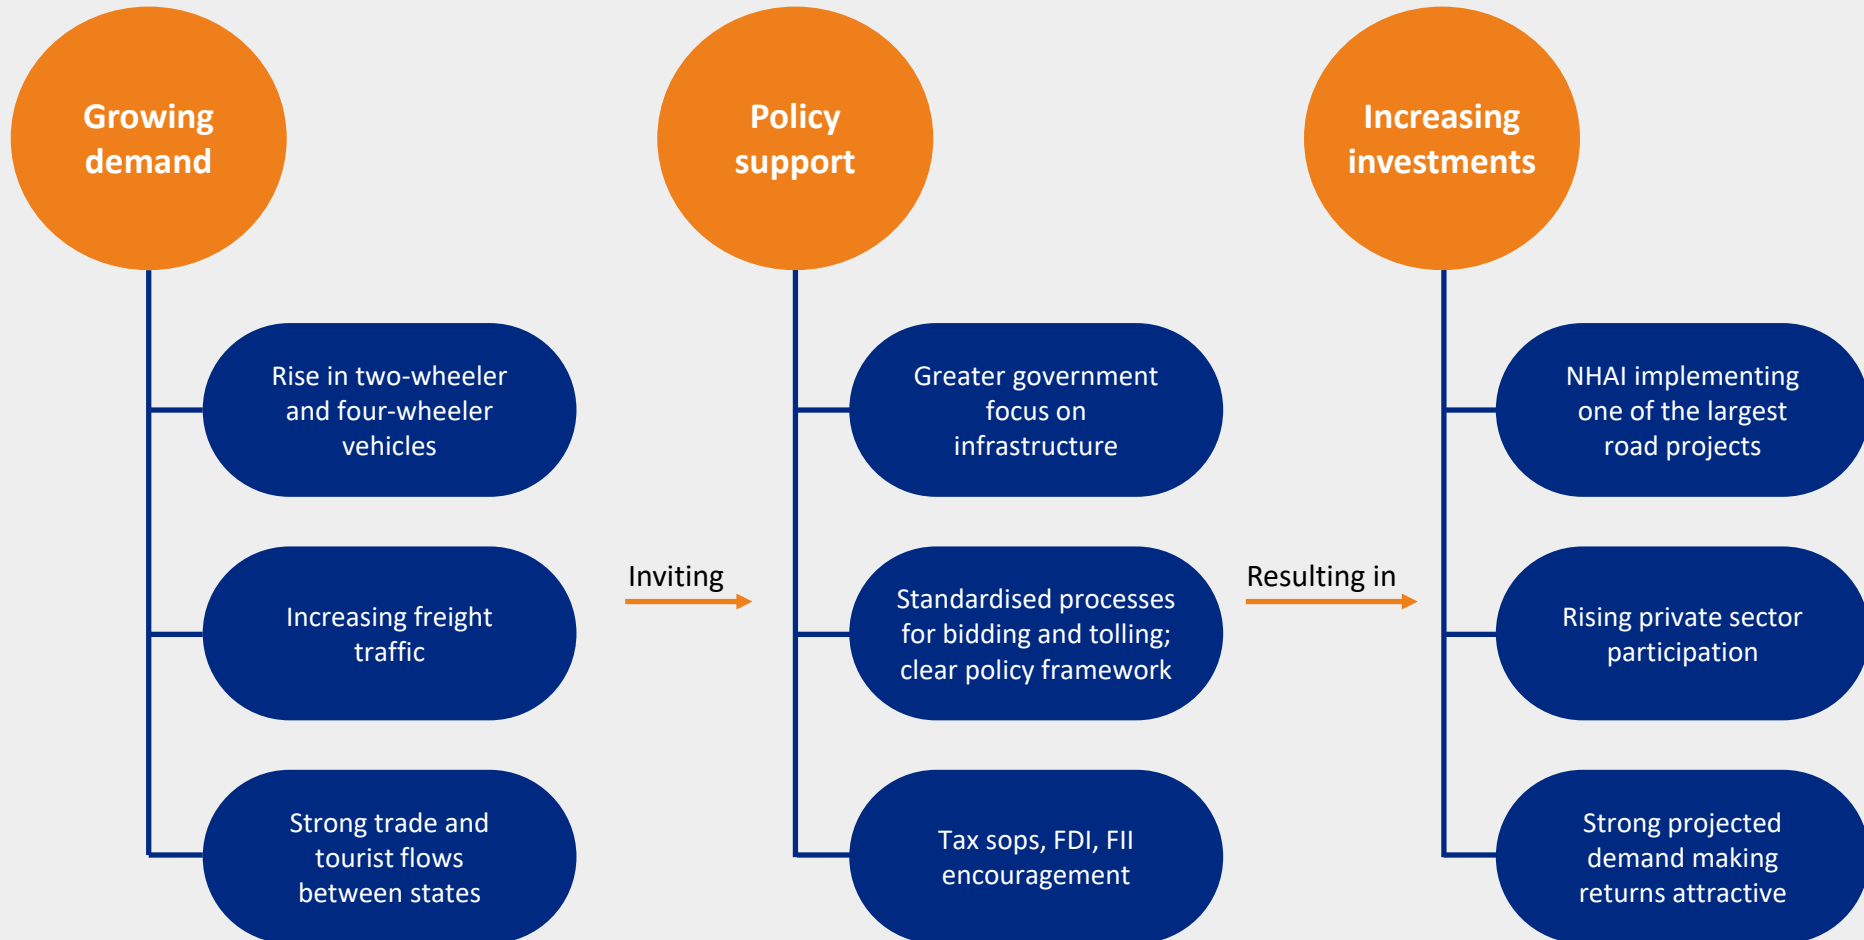 Growing
demand
Rise in two-wheeler
and four-wheeler
vehicles
Increasing freight
traffic
Strong trade and
tourist flows
between states
Inviting
Policy
support
Greater government
focus on
infrastructure
Standardised processes
for bidding and tolling;
clear policy framework
Tax sops, FDI, FII
encouragement
Resulting in
Increasing
investments
NHAI implementing
one of the largest
road projects
Rising private sector
participation
Strong projected
demand making
returns attractive